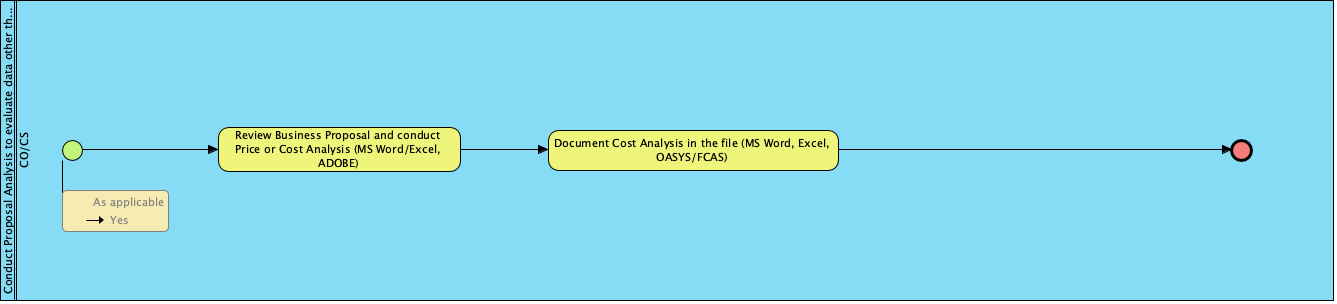 Conduct Proposal Analysis to evaluate data other th...
CO/CS
Review Business Proposal and conduct
Price or Cost Analysis (MS Word/Excel,
ADOBE)
Document Cost Analysis in the file (MS Word, Excel,
OASYS/FCAS)
As applicable
Yes